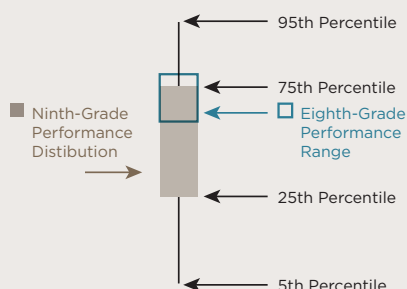 95th Percentile
75th Percentile
Ninth-Grade
Performance
Distibution
Eighth-Grade
Performance
Range
25th Percentile
5th Percentile